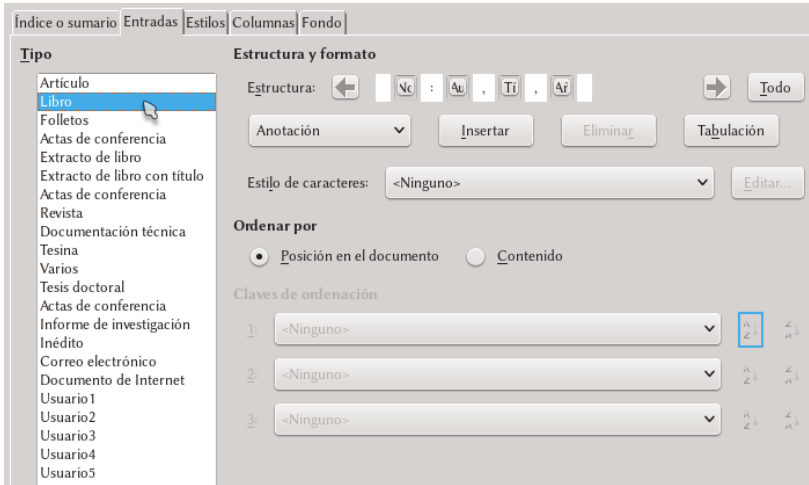 Índice o sumario Entradas Estilos Columnas Fondo
Tipo
Artículo
Libro
Folletos
Actas de conferencia
Extracto de libro
Extracto de libro con título
Actas de conferencia
Revista
Documentación técnica
Tesina
Varios
Tesis doctoral
Actas de conferencia
Informe de investigación
Inédito
Correo electrónico
Documento de Internet
Usuario1
Usuario2
Usuario3
Usuario4
Usuario5
Estructura y formato
Estructura: : Au , Tí , Todo
Anotación Insertar Eliminar Tabulación
Estilo de caracteres: <Ninguno> Editar...
Ordenar por
Posición en el documento Contenido
Claves de ordenación
1: <Ninguno> A Z Z A
2: <Ninguno> A Z Z A
3: <Ninguno> A Z Z A